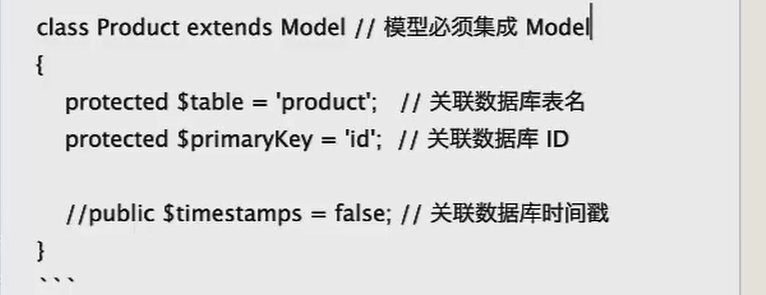 class Product extends Model // 模型必须集成 Model
{
protected $table = 'product'; // 关联数据库表名
protected $primaryKey = 'id'; // 关联数据库 ID
//public $timestamps = false; // 关联数据库时间戳
}
```